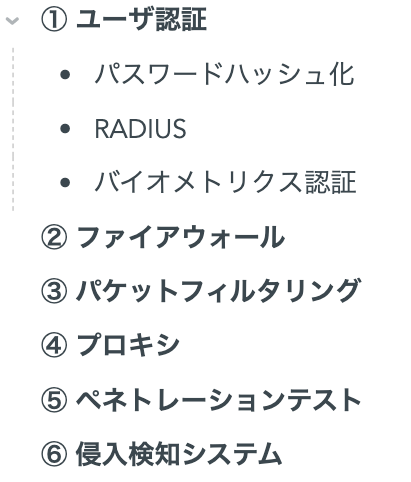 ① ユーザ認証
• パスワードハッシュ化
• RADIUS
• バイオメトリクス認証
② ファイアウォール
③ パケットフィルタリング
④ プロキシ
⑤ ペネトレーションテスト
⑥ 侵入検知システム